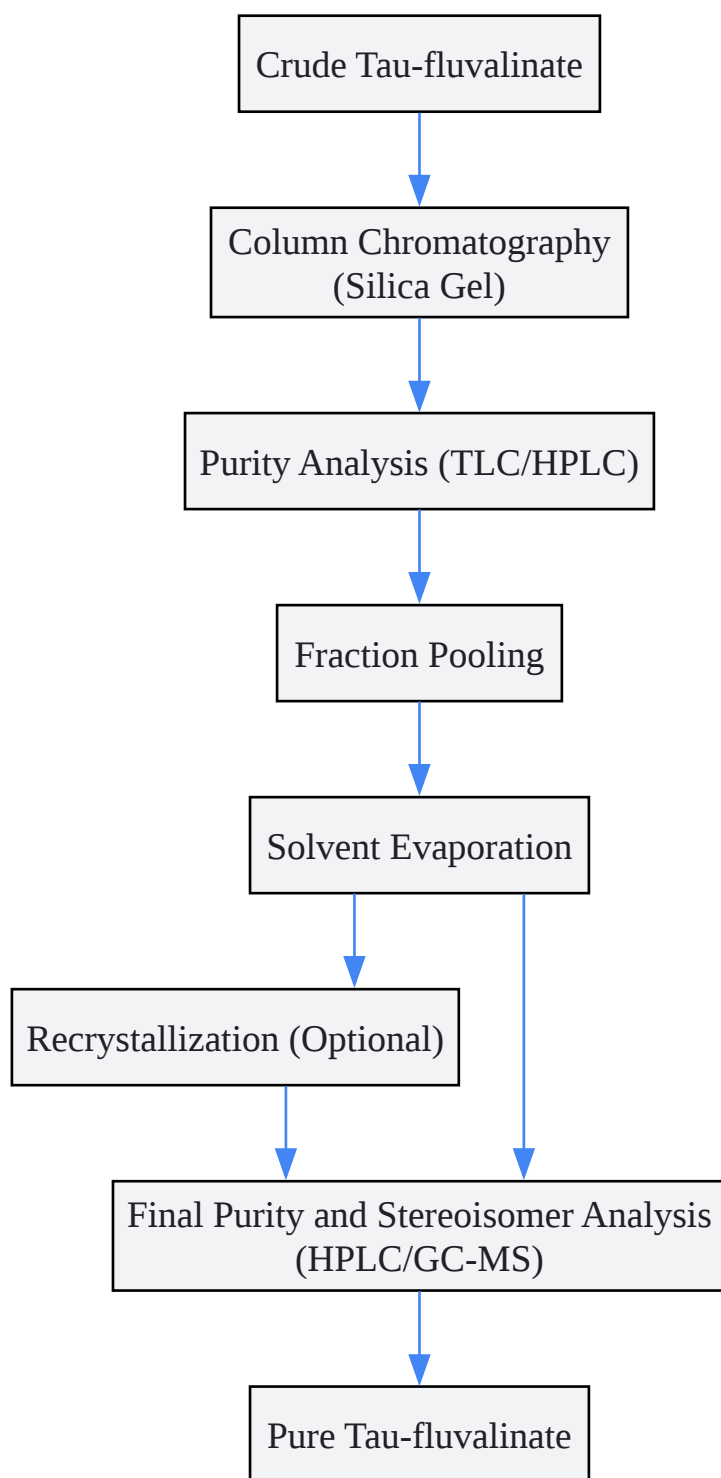 Crude Tau-fluvalinate
Column Chromatography
(Silica Gel)
Purity Analysis (TLC/HPLC)
Fraction Pooling
Solvent Evaporation
Recrystallization (Optional)
Final Purity and Stereoisomer Analysis
(HPLC/GC-MS)
Pure Tau-fluvalinate